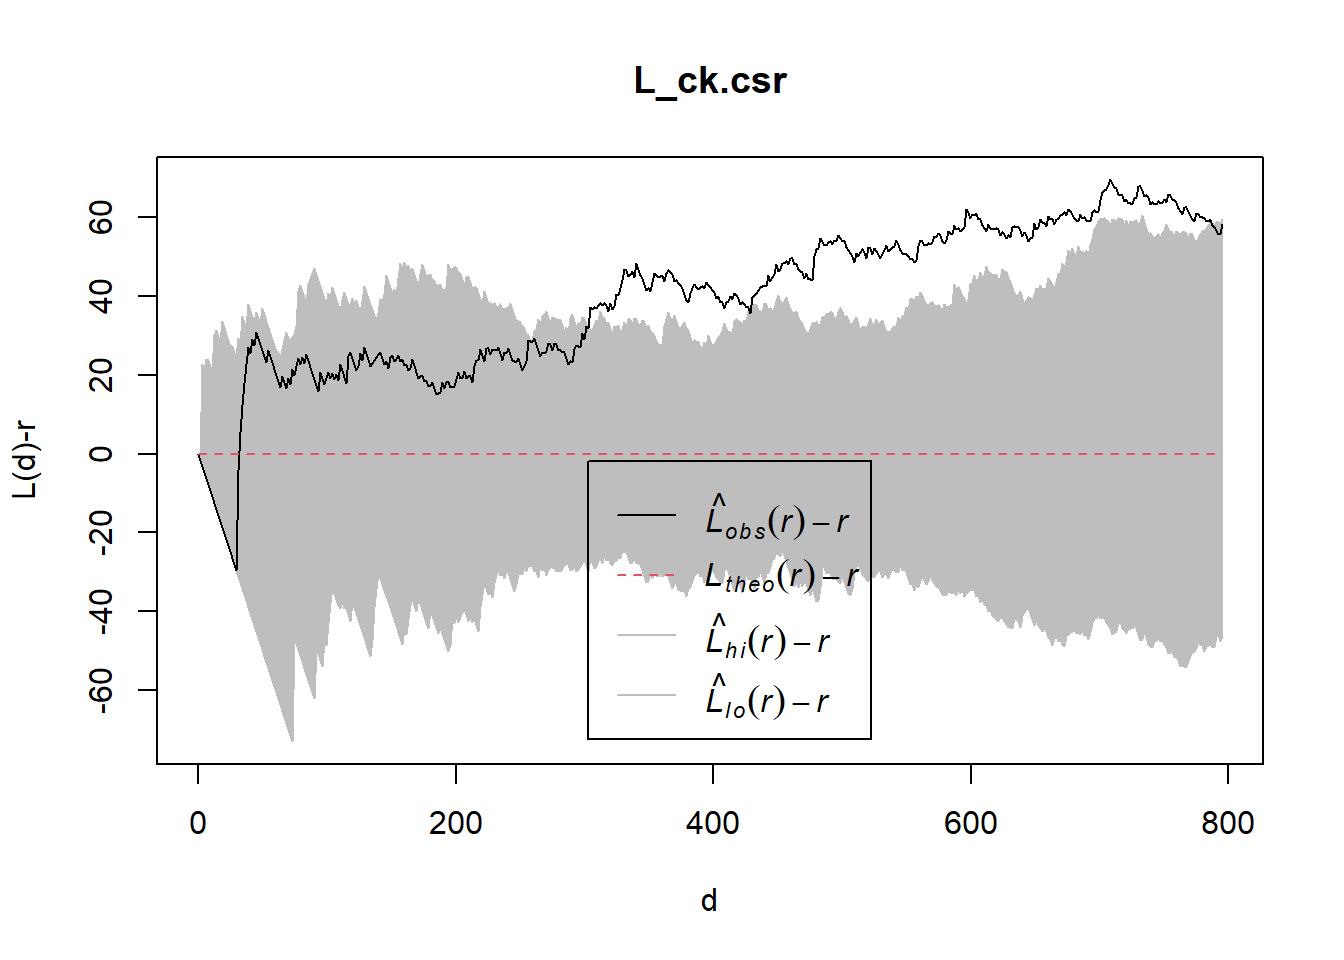 L_ck.csr
L(d)-r
60
40
20
0
-20
-40
-60
L̂obs(r) – r
Ltheo(r) – r
L̂hi(r) – r
L̂lo(r) – r
0 200 400 600 800
d